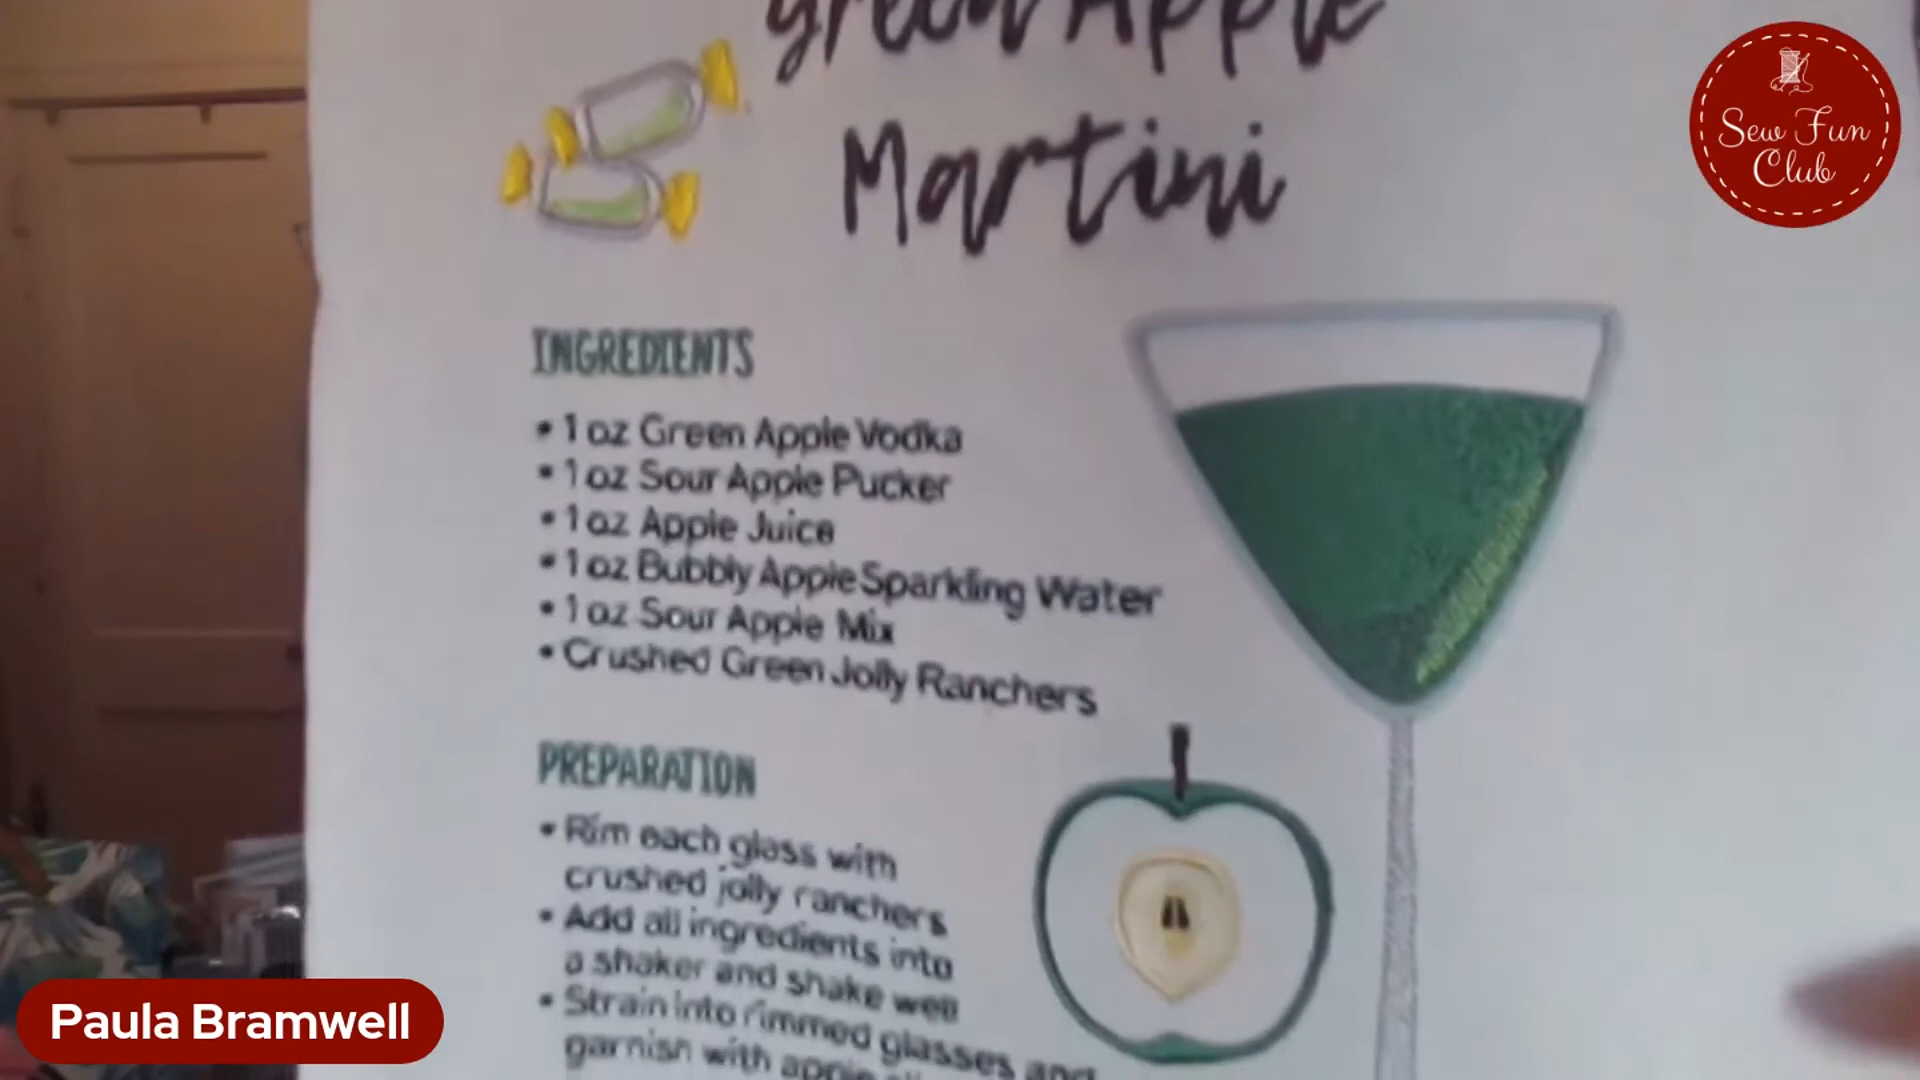 Green Apple
Martini
Sew Fun
Club
INGREDIENTS
• 1 oz Green Apple Vodka
• 1 oz Sour Apple Pucker
• 1 oz Apple Juice
• 1 oz Bubbly Apple Sparkling Water
• 1 oz Sour Apple Mix
• Crushed Green Jolly Ranchers
PREPARATION
• Rim each glass with
crushed jolly ranchers
• Add all ingredients into
a shaker and shake well
• Strain into rimmed glasses and
garnish with apple
Paula Bramwell